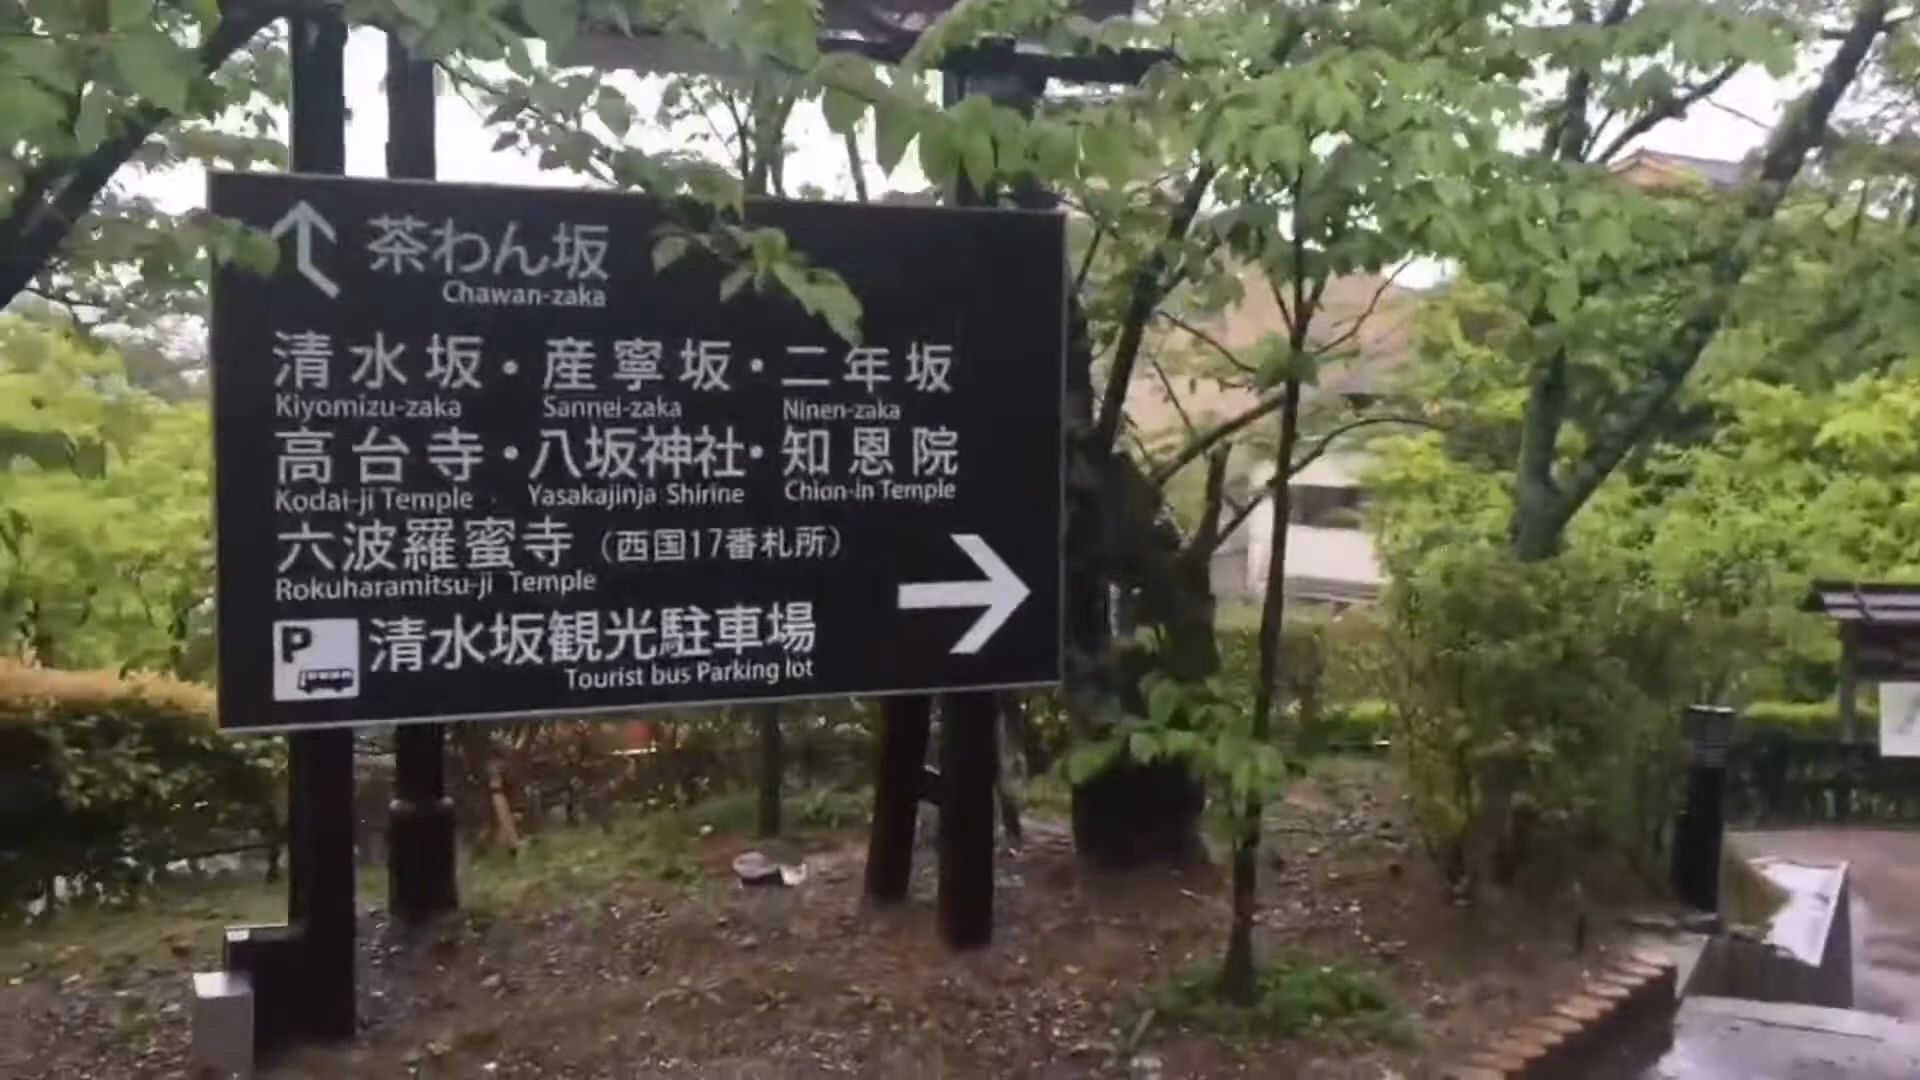 茶わん坂
Chawan-zaka
清水坂・産寧坂・二年坂
Kiyomizu-zaka Sannei-zaka Ninen-zaka
高台寺・八坂神社・知恩院
Kodai-ji Temple Yasakajinja Shirine Chion-in Temple
六波羅蜜寺（西国17番札所）
Rokuharamitsu-ji Temple
P 清水坂観光駐車場
Tourist bus Parking lot